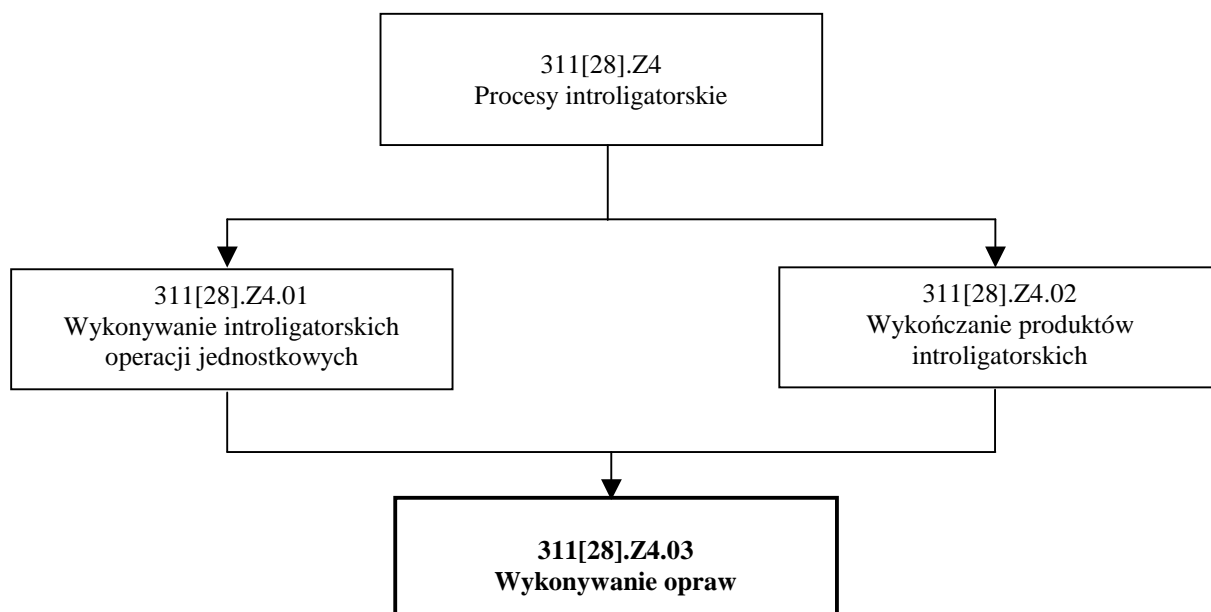 311[28].Z4
Procesy introligatorskie
311[28].Z4.01
Wykonywanie introligatorskich
operacji jednostkowych
311[28].Z4.02
Wykończanie produktów
introligatorskich
311[28].Z4.03
Wykonywanie opraw